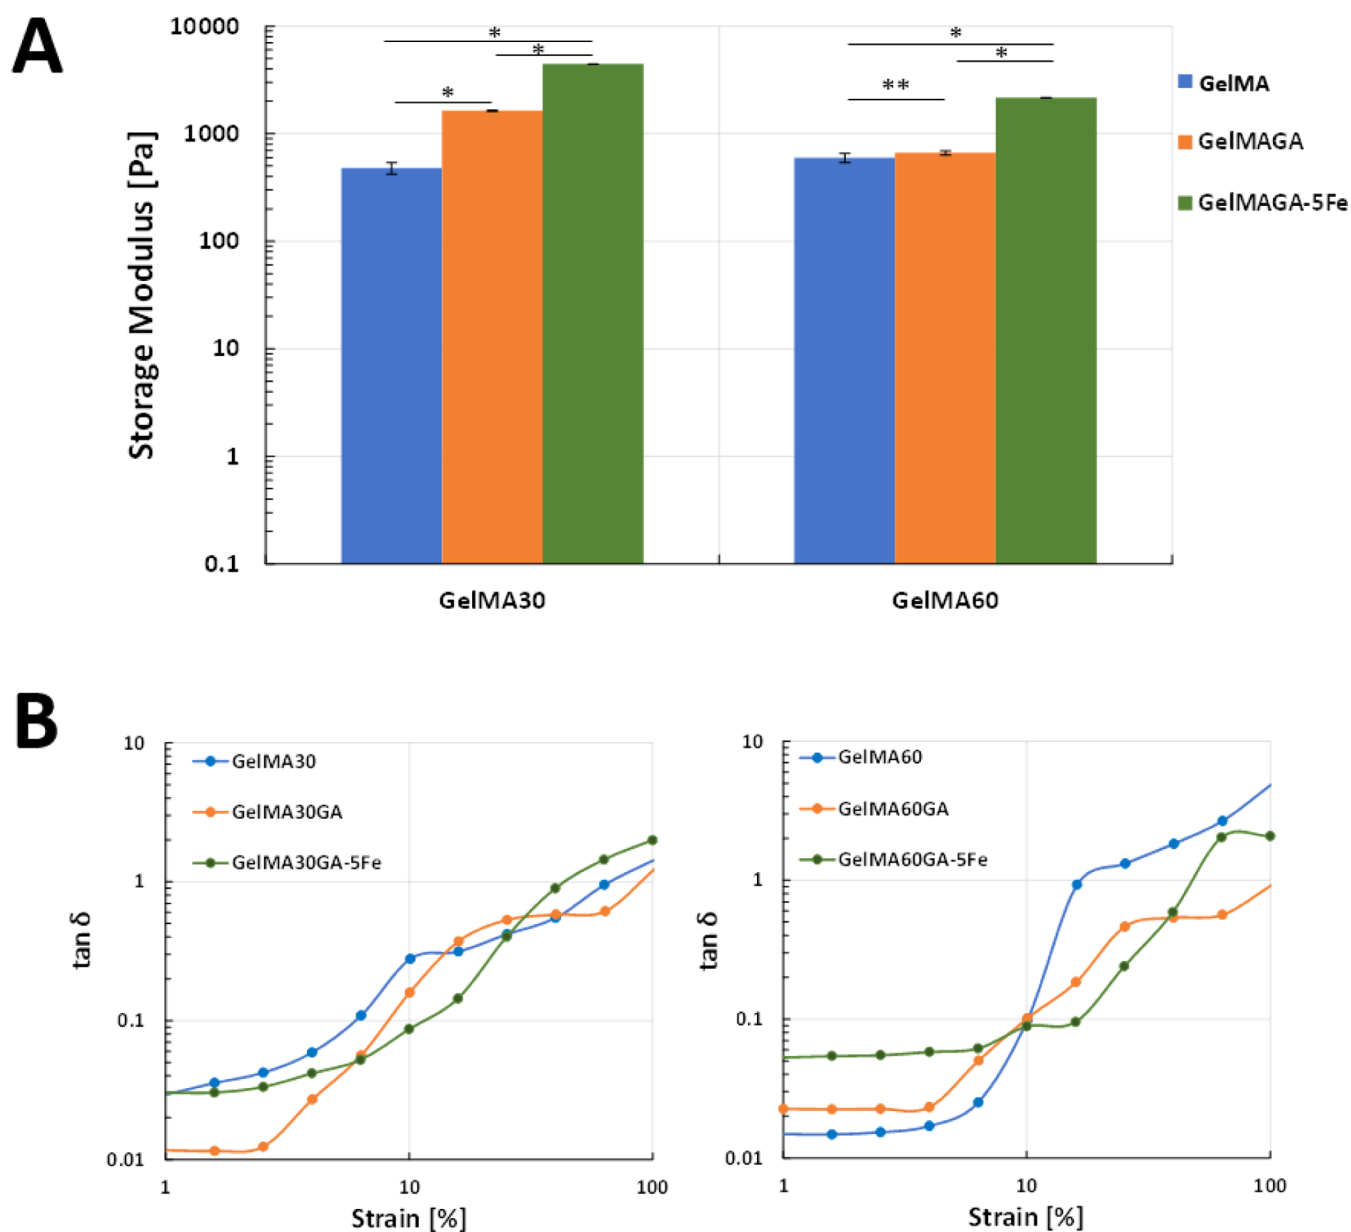 A
10000
1000
100
10
1
0.1
Storage Modulus [Pa]
*
*
*
*
*
**
GelMA30
GelMA60
GelMA
GelMAGA
GelMAGA-5Fe
B
10
1
0.1
0.01
tan δ
GelMA30
GelMA30GA
GelMA30GA-5Fe
1
10
100
Strain [%]
10
1
0.1
0.01
tan δ
GelMA60
GelMA60GA
GelMA60GA-5Fe
1
10
100
Strain [%]